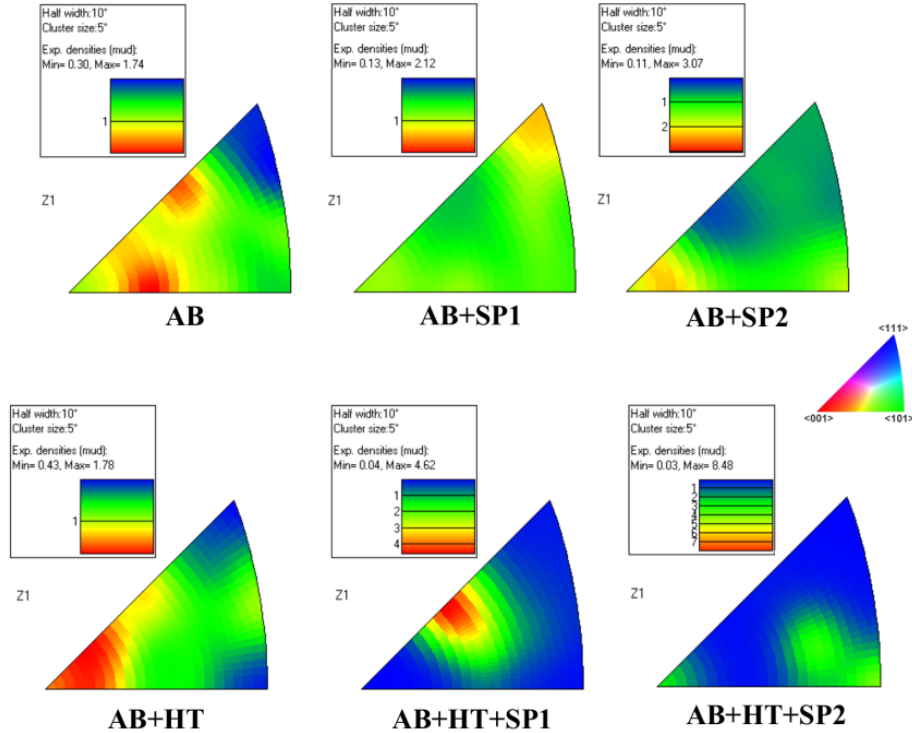 Half width:10°
Cluster size:5°
Exp. densities (mud):
Min= 0.30, Max= 1.74
1
Z1
AB
Half width:10°
Cluster size:5°
Exp. densities (mud):
Min= 0.13, Max= 2.12
1
Z1
AB+SP1
Half width:10°
Cluster size:5°
Exp. densities (mud):
Min= 0.11, Max= 3.07
1
2
Z1
AB+SP2
<111>
<001>
<101>
Half width:10°
Cluster size:5°
Exp. densities (mud):
Min= 0.43, Max= 1.78
1
Z1
AB+HT
Half width:10°
Cluster size:5°
Exp. densities (mud):
Min= 0.04, Max= 4.62
1
2
3
4
Z1
AB+HT+SP1
Half width:10°
Cluster size:5°
Exp. densities (mud):
Min= 0.03, Max= 8.48
1
2
3
4
5
6
7
Z1
AB+HT+SP2